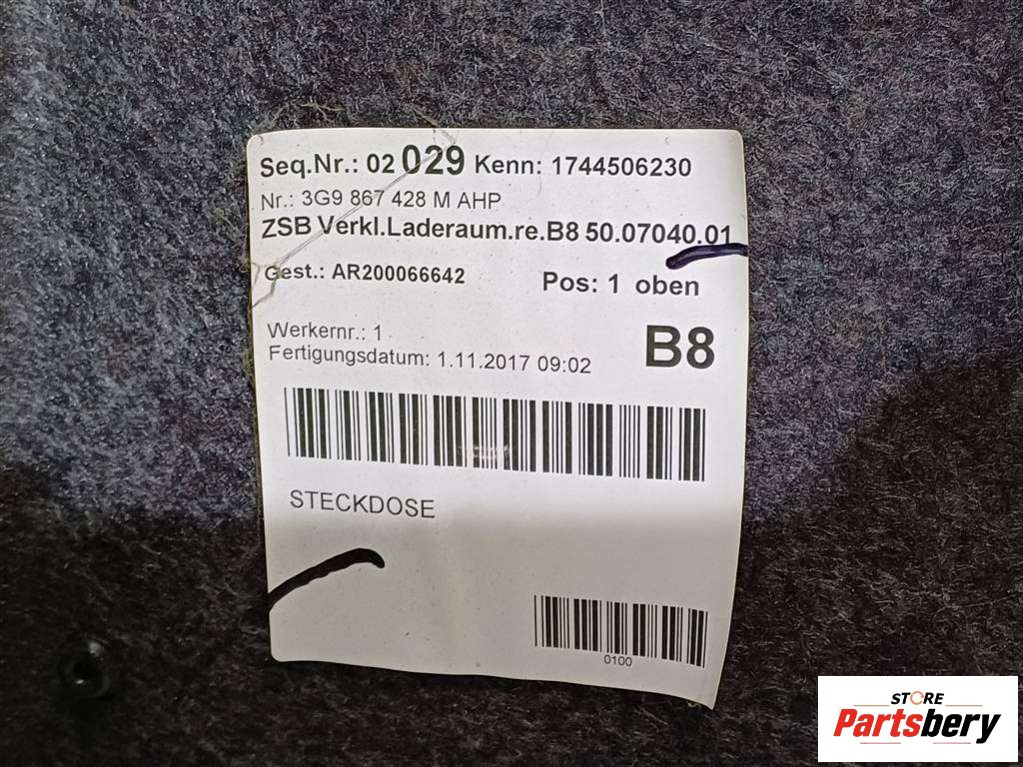 Seq.Nr.: 02 029 Kenn: 1744506230
Nr.: 3G9 867 428 M AHP
ZSB Verkl.Laderaum.re.B8 50.07040.01
Gest.: AR200066642 Pos: 1 oben
Werkernr.: 1
Fertigungsdatum: 1.11.2017 09:02 B8
STECKDOSE
0100
STORE
Partsbery